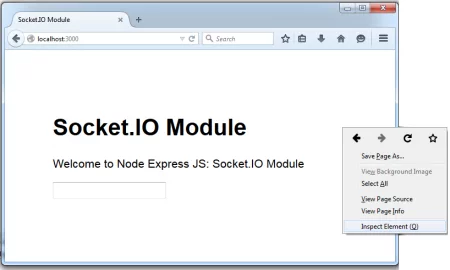 Socket.IO Module
localhost:3000
Search
Socket.IO Module
Welcome to Node Express JS: Socket.IO Module
Save Page As...
View Background Image
Select All
View Page Source
View Page Info
Inspect Element (Q)